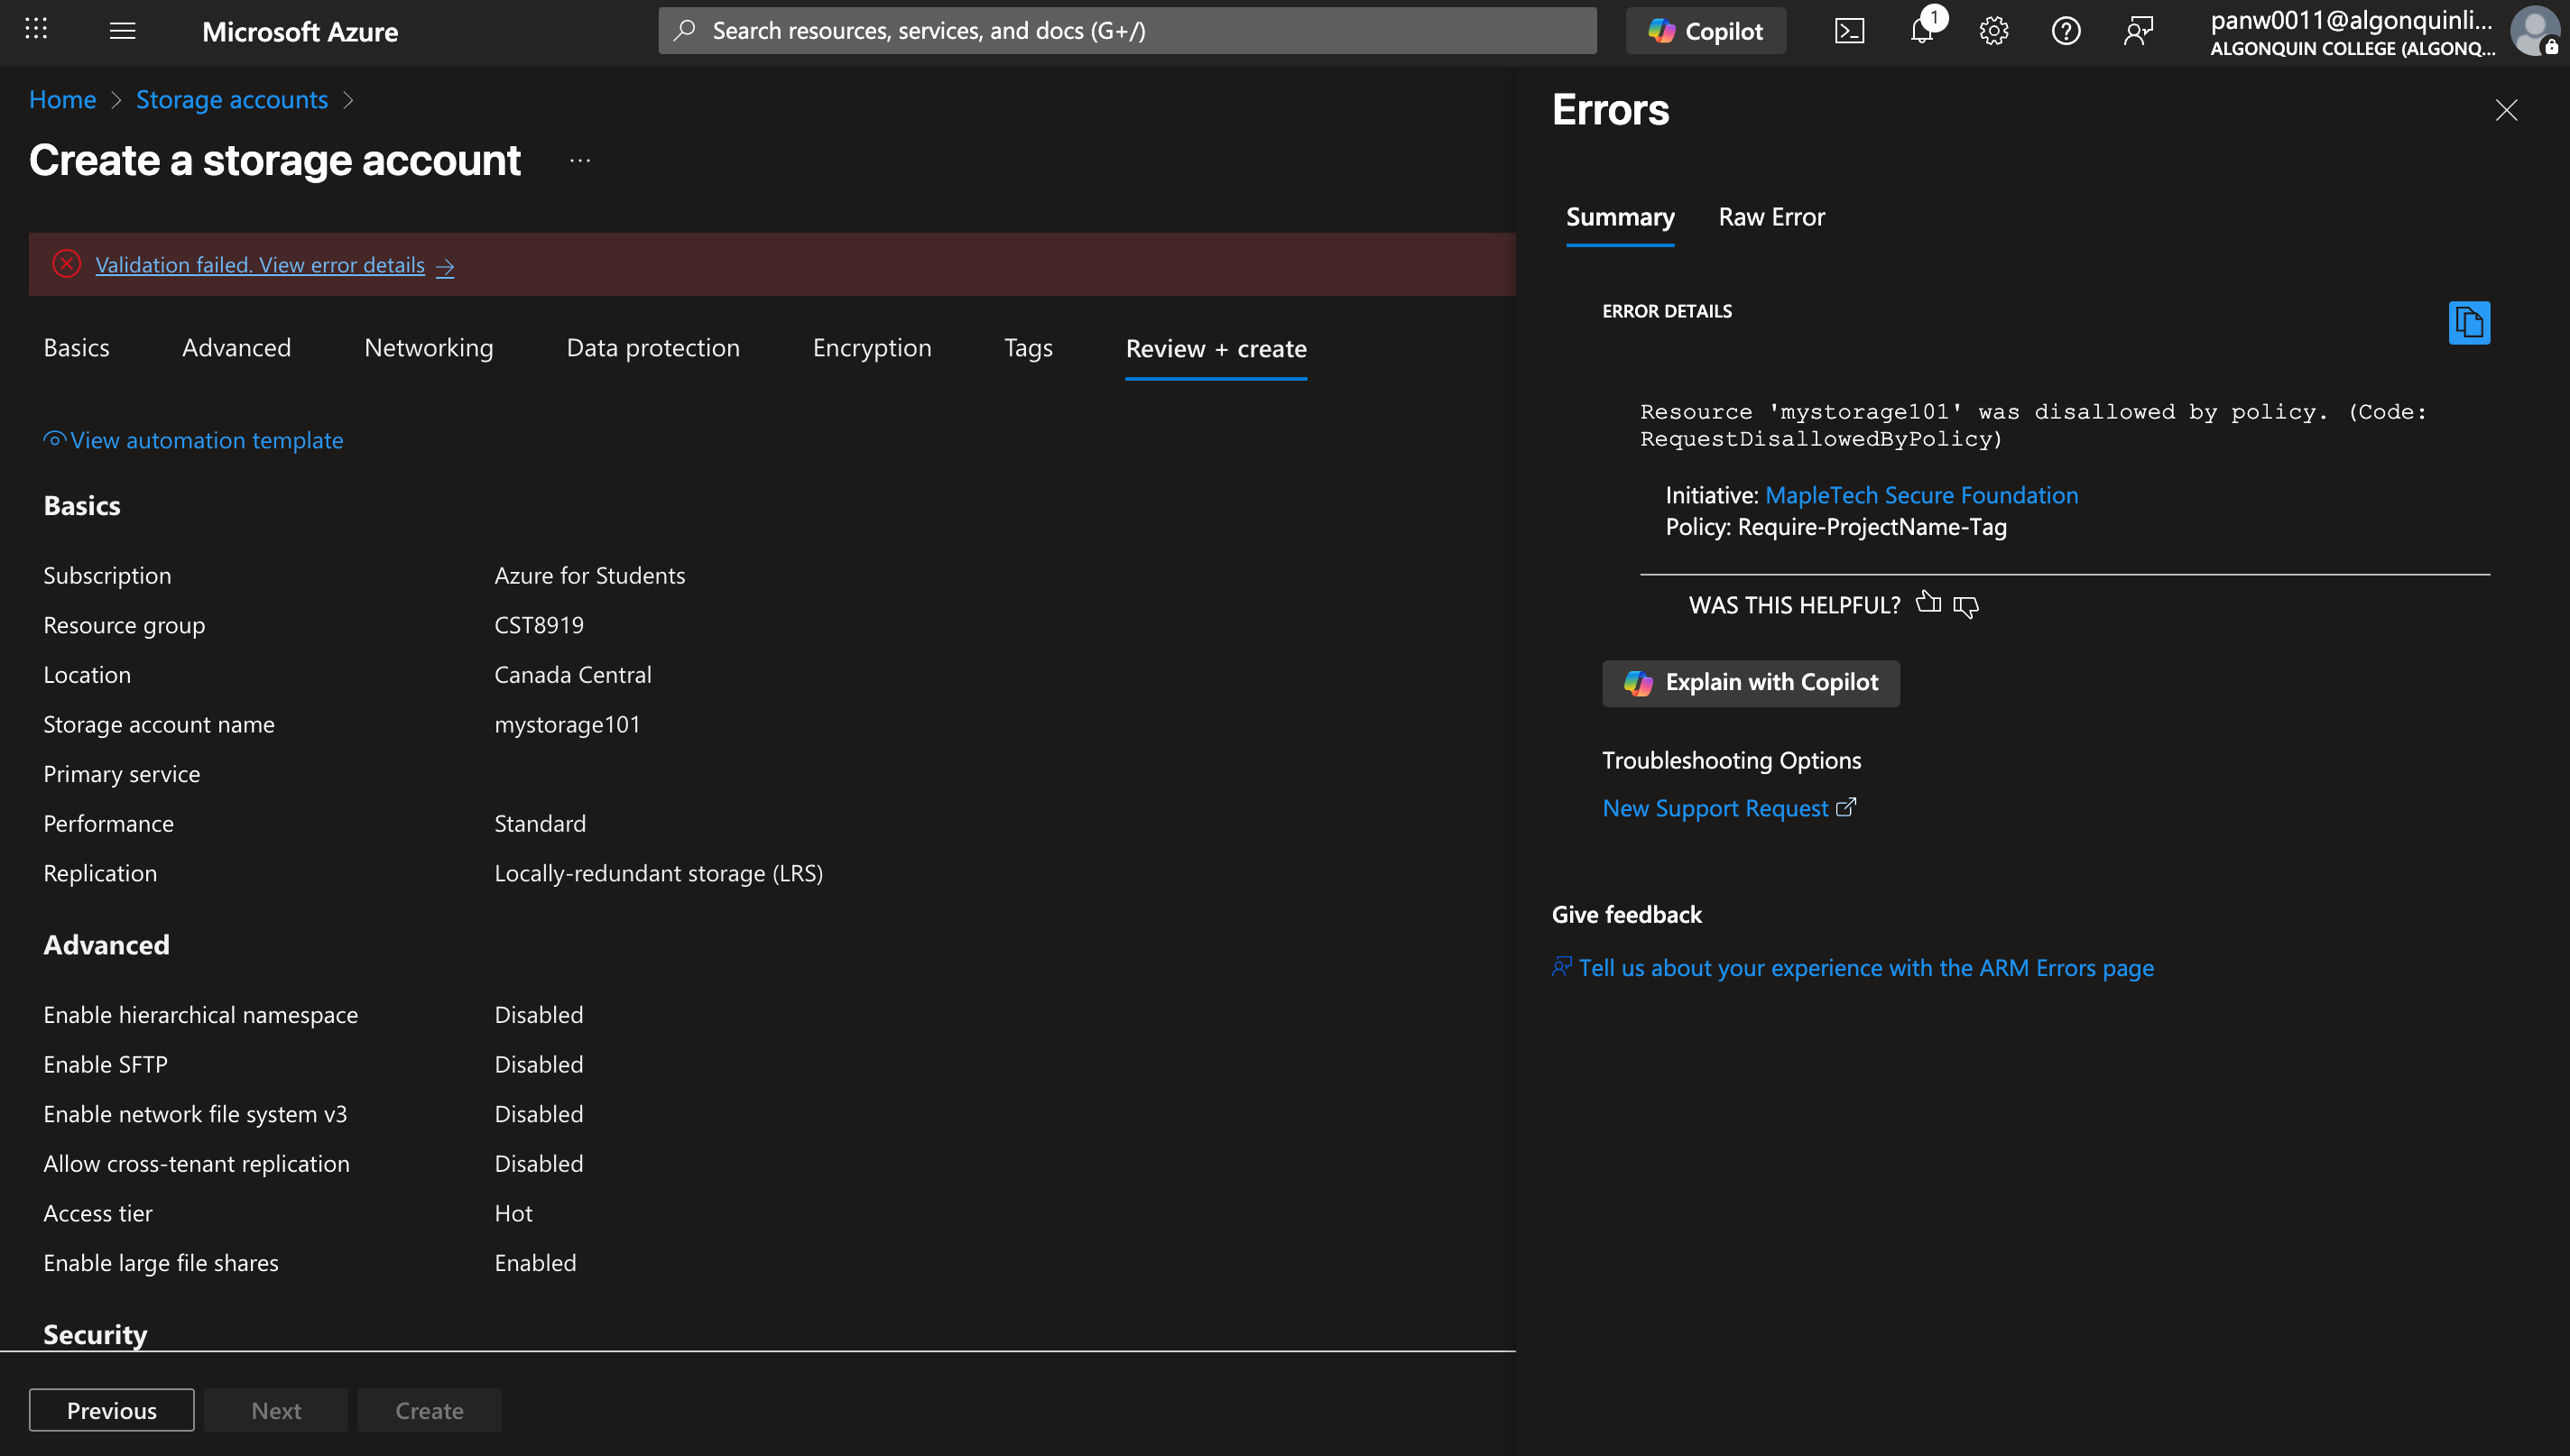 Microsoft Azure
Search resources, services, and docs (G+/)
Copilot
1
panw0011@algonquinli...
ALGONQUIN COLLEGE (ALGONQ...
Home > Storage accounts >
Create a storage account ...
Validation failed. View error details →
Basics Advanced Networking Data protection Encryption Tags Review + create
View automation template
Basics
Subscription Azure for Students
Resource group CST8919
Location Canada Central
Storage account name mystorage101
Primary service
Performance Standard
Replication Locally-redundant storage (LRS)
Advanced
Enable hierarchical namespace Disabled
Enable SFTP Disabled
Enable network file system v3 Disabled
Allow cross-tenant replication Disabled
Access tier Hot
Enable large file shares Enabled
Security
Previous Next Create
Errors
Summary Raw Error
ERROR DETAILS
Resource 'mystorage101' was disallowed by policy. (Code:
RequestDisallowedByPolicy)
Initiative: MapleTech Secure Foundation
Policy: Require-ProjectName-Tag
WAS THIS HELPFUL?
Explain with Copilot
Troubleshooting Options
New Support Request
Give feedback
Tell us about your experience with the ARM Errors page